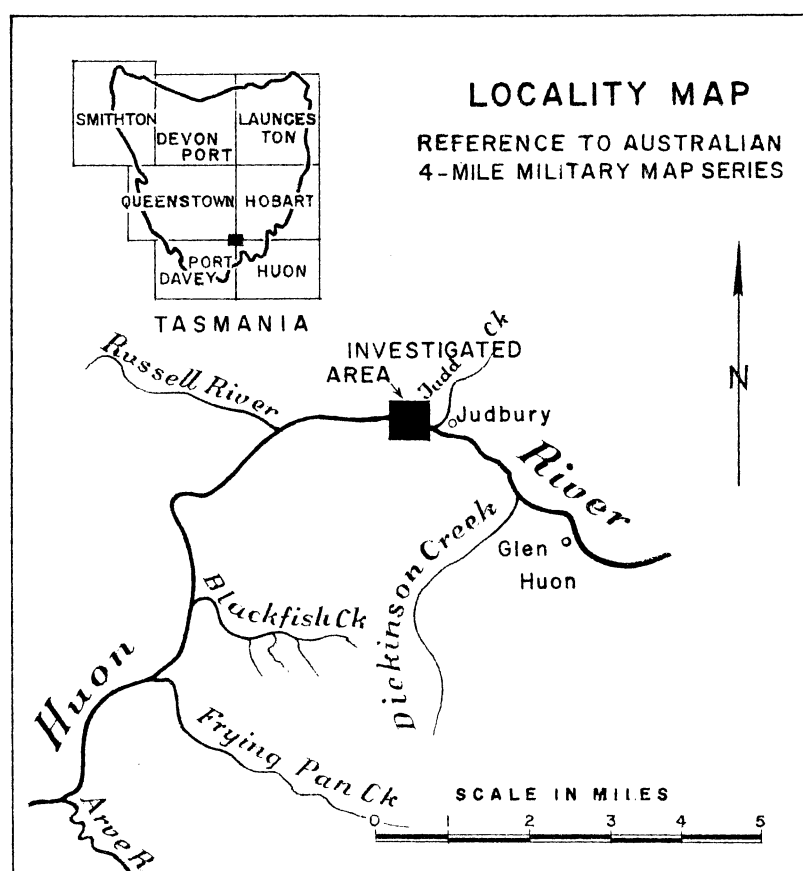 LOCALITY MAP
REFERENCE TO AUSTRALIAN
4-MILE MILITARY MAP SERIES
SMITHTON
DEVON
PORT
LAUNCES
TON
QUEENSTOWN
HOBART
PORT
DAVEY
HUON
TASMANIA
N
INVESTIGATED
AREA
Judd Ck
Russell River
Judbury
River
Glen
Huon
Dickinson Creek
Blackfish Ck
Huon
Frying Pan Ck
Arve R
SCALE IN MILES
0 1 2 3 4 5